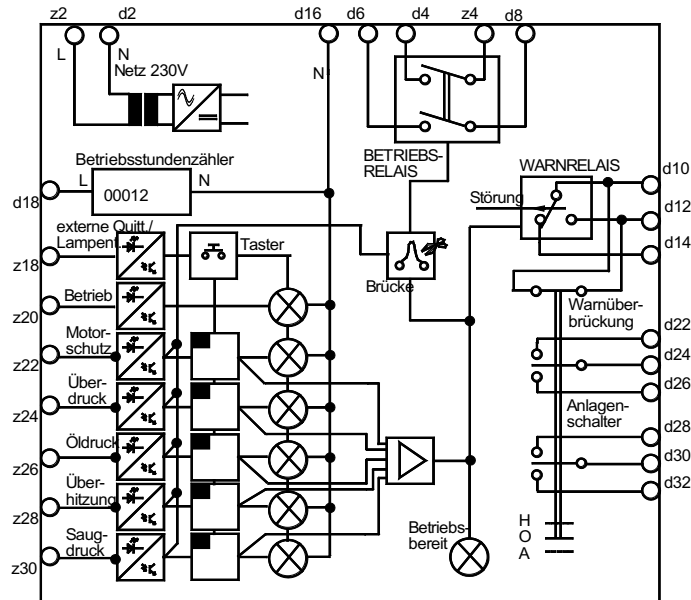 z2 d2 d16 d6 d4 z4 d8
L N N
Netz 230V
Betriebsstundenzähler
L N
00012
d18
BETRIEBS-
RELAIS
WARNRELAIS
Störung
d10
d12
d14
externe Quitt./
Lampent.
Taster
z18
Brücke
Betrieb
z20
Motor-
schutz
z22
Über-
druck
z24
Öldruck
z26
Über-
hitzung
z28
Saug-
druck
z30
Warnüber-
brückung
d22
d24
d26
Anlagen-
schalter
d28
d30
d32
Betriebs-
bereit
H
O
A